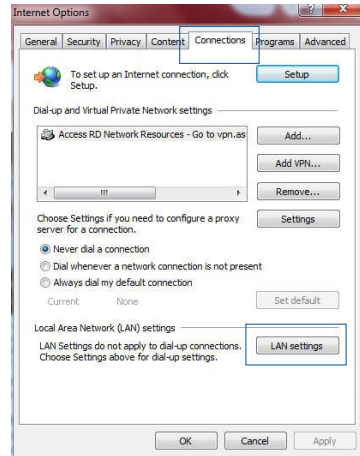 Internet Options
General Security Privacy Content Connections Programs Advanced
To set up an Internet connection, click
Setup.
Setup
Dial-up and Virtual Private Network settings
Access RD Network Resources - Go to vpn.as
Add...
Add VPN...
Remove...
Choose Settings if you need to configure a proxy
server for a connection.
Settings
Never dial a connection
Dial whenever a network connection is not present
Always dial my default connection
Current None
Set default
Local Area Network (LAN) settings
LAN Settings do not apply to dial-up connections.
Choose Settings above for dial-up settings.
LAN settings
OK Cancel Apply